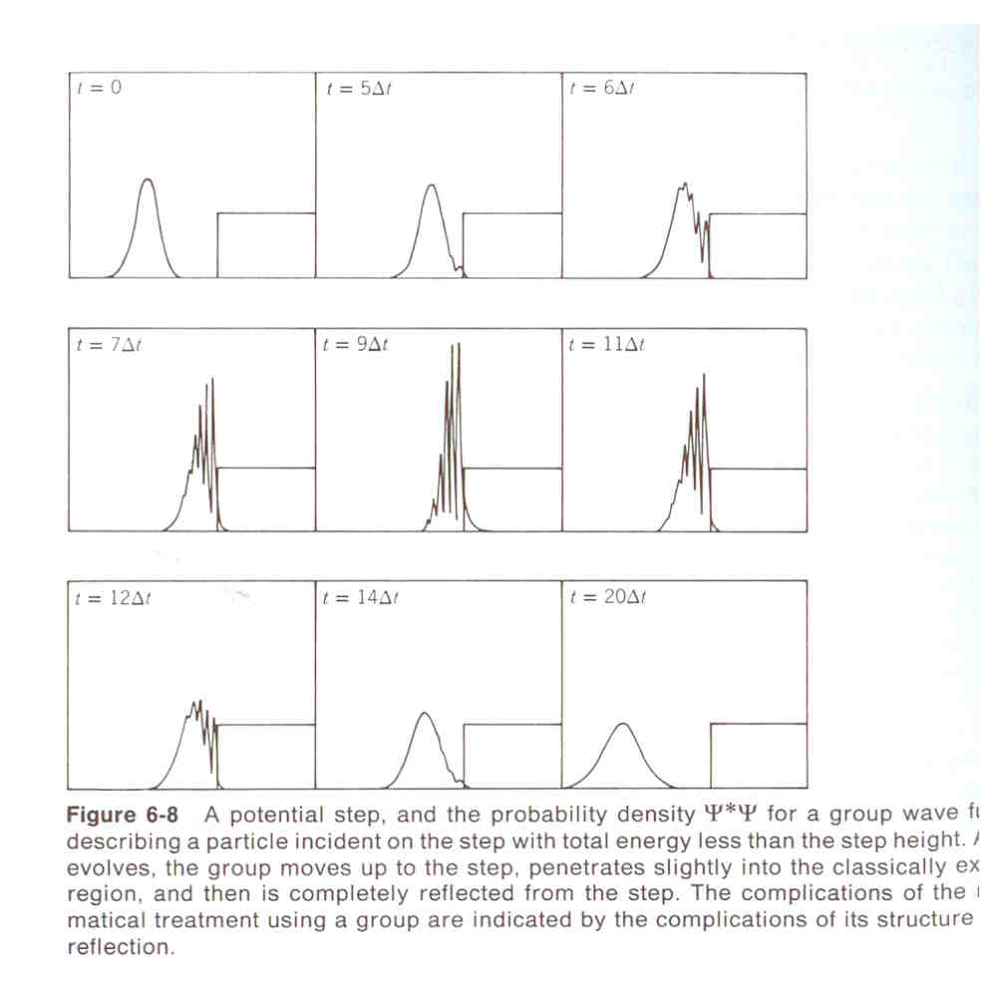 t = 0
t = 5Δt
t = 6Δt
t = 7Δt
t = 9Δt
t = 11Δt
t = 12Δt
t = 14Δt
t = 20Δt
Figure 6-8 A potential step, and the probability density Ψ*Ψ for a group wave
describing a particle incident on the step with total energy less than the step height.
evolves, the group moves up to the step, penetrates slightly into the classically
region, and then is completely reflected from the step. The complications of the
matical treatment using a group are indicated by the complications of its structure
reflection.